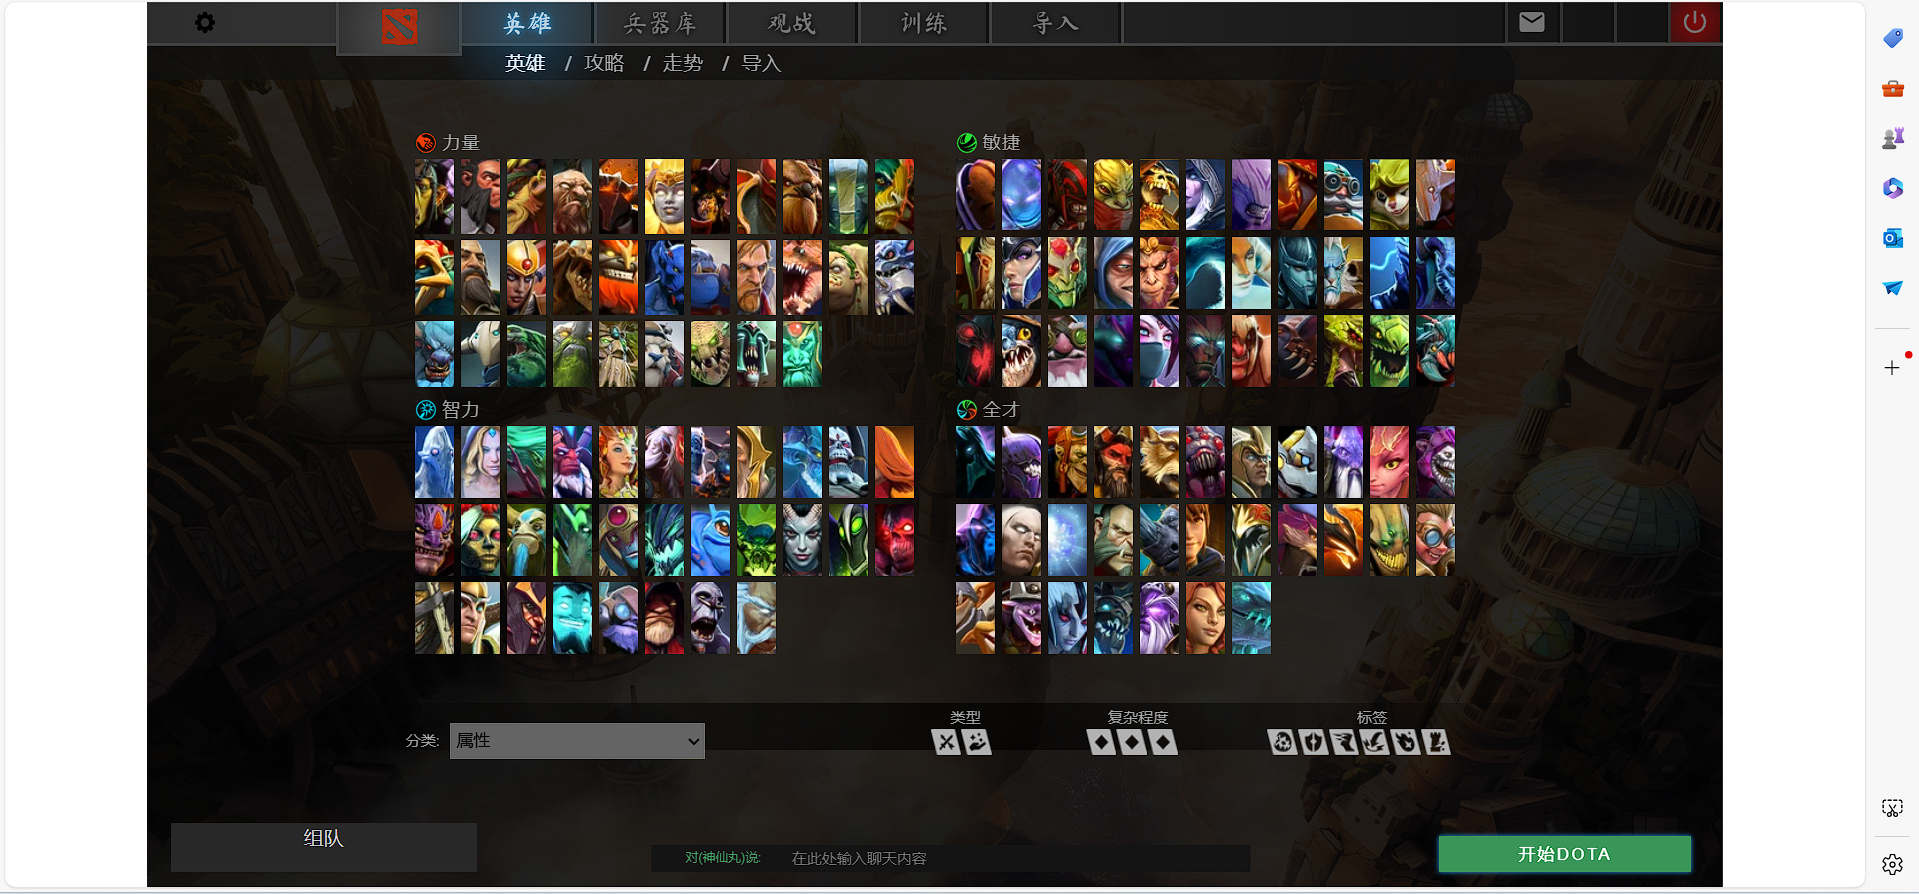 英雄 兵器库 观战 训练 导入
英雄 / 攻略 / 走势 / 导入
力量 敏捷
智力 全才
类型 复杂程度 标签
分类: 属性
组队
对(神仙丸)说: 在此处输入聊天内容
开始DOTA